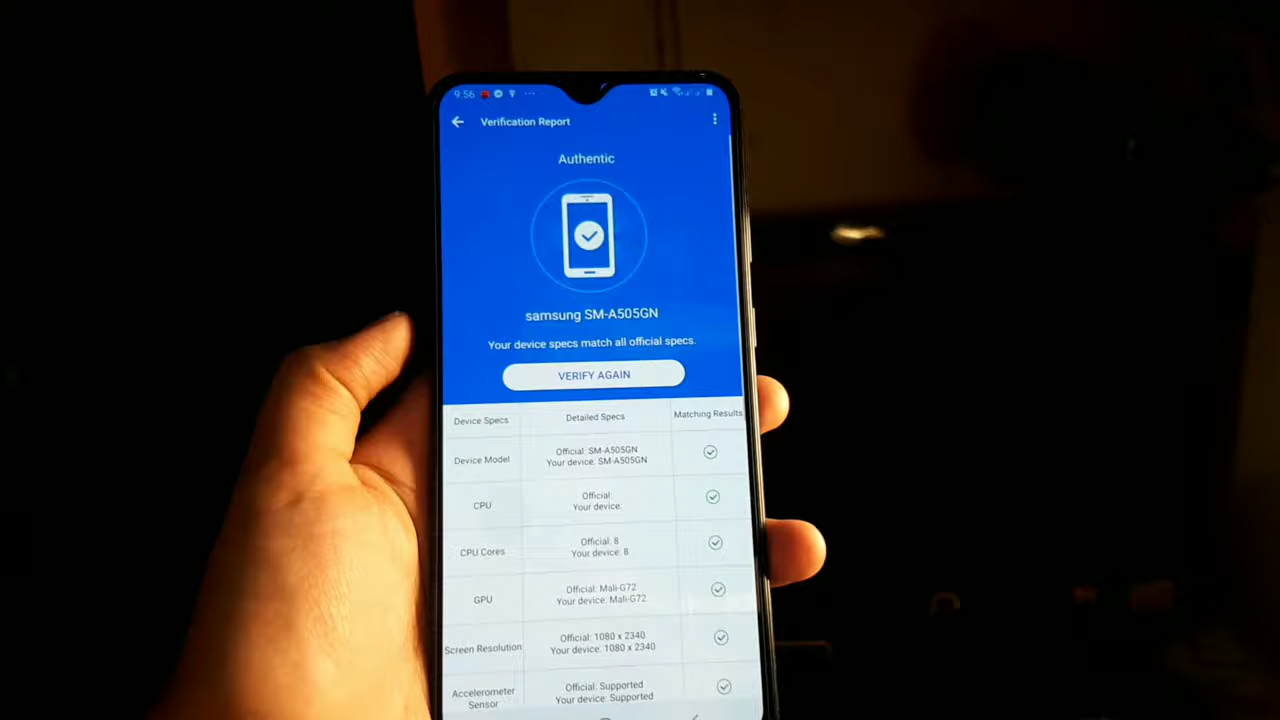 9:56
Verification Report
Authentic
samsung SM-A505GN
Your device specs match all official specs.
VERIFY AGAIN
Device Specs
Detailed Specs
Matching Results
Device Model
Official: SM-A505GN
Your device: SM-A505GN
CPU
Official:
Your device:
CPU Cores
Official: 8
Your device: 8
GPU
Official: Mali-G72
Your device: Mali-G72
Screen Resolution
Official: 1080 x 2340
Your device: 1080 x 2340
Accelerometer
Sensor
Official: Supported
Your device: Supported